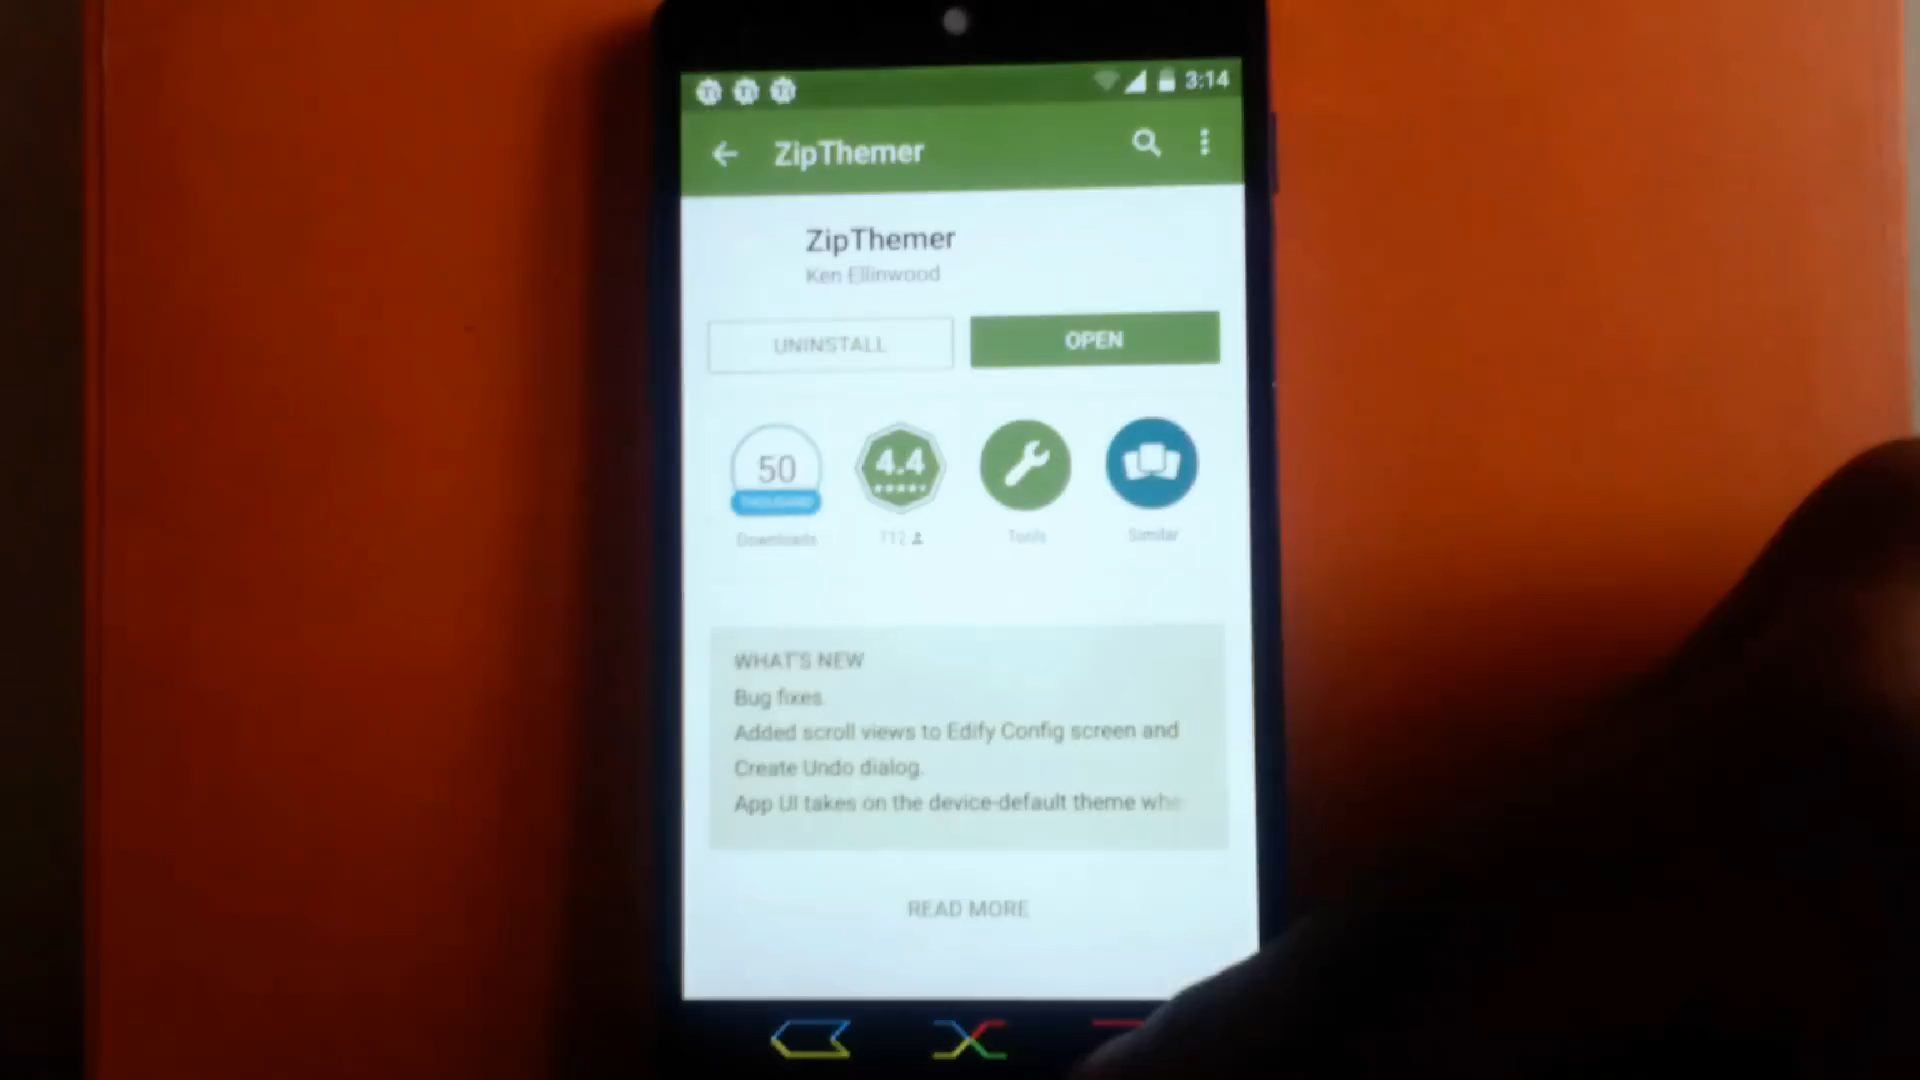 3:14
ZipThemer
ZipThemer
Ken Ellinwood
UNINSTALL
OPEN
50
4.4
THOUSAND
Downloads
712
Tools
Similar
WHAT'S NEW
Bug fixes.
Added scroll views to Edify Config screen and
Create Undo dialog.
App UI takes on the device-default theme whe
READ MORE